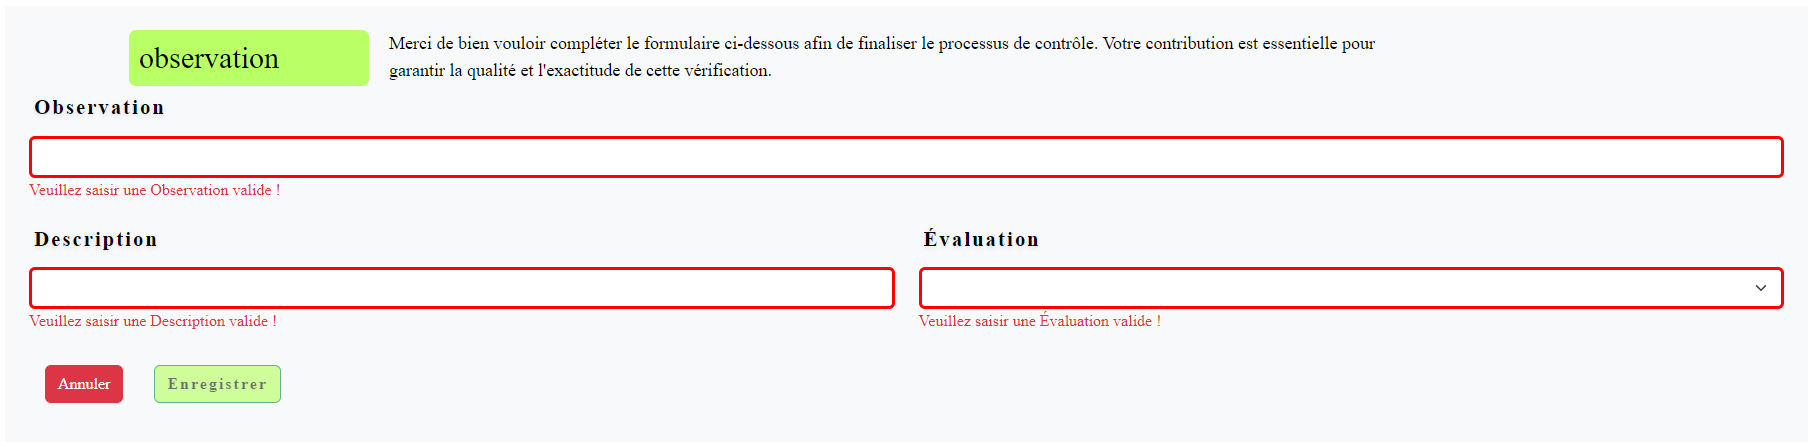 observation
Merci de bien vouloir compléter le formulaire ci-dessous afin de finaliser le processus de contrôle. Votre contribution est essentielle pour
garantir la qualité et l'exactitude de cette vérification.
Observation
Veuillez saisir une Observation valide !
Description
Évaluation
Veuillez saisir une Description valide !
Veuillez saisir une Évaluation valide !
Annuler
Enregistrer